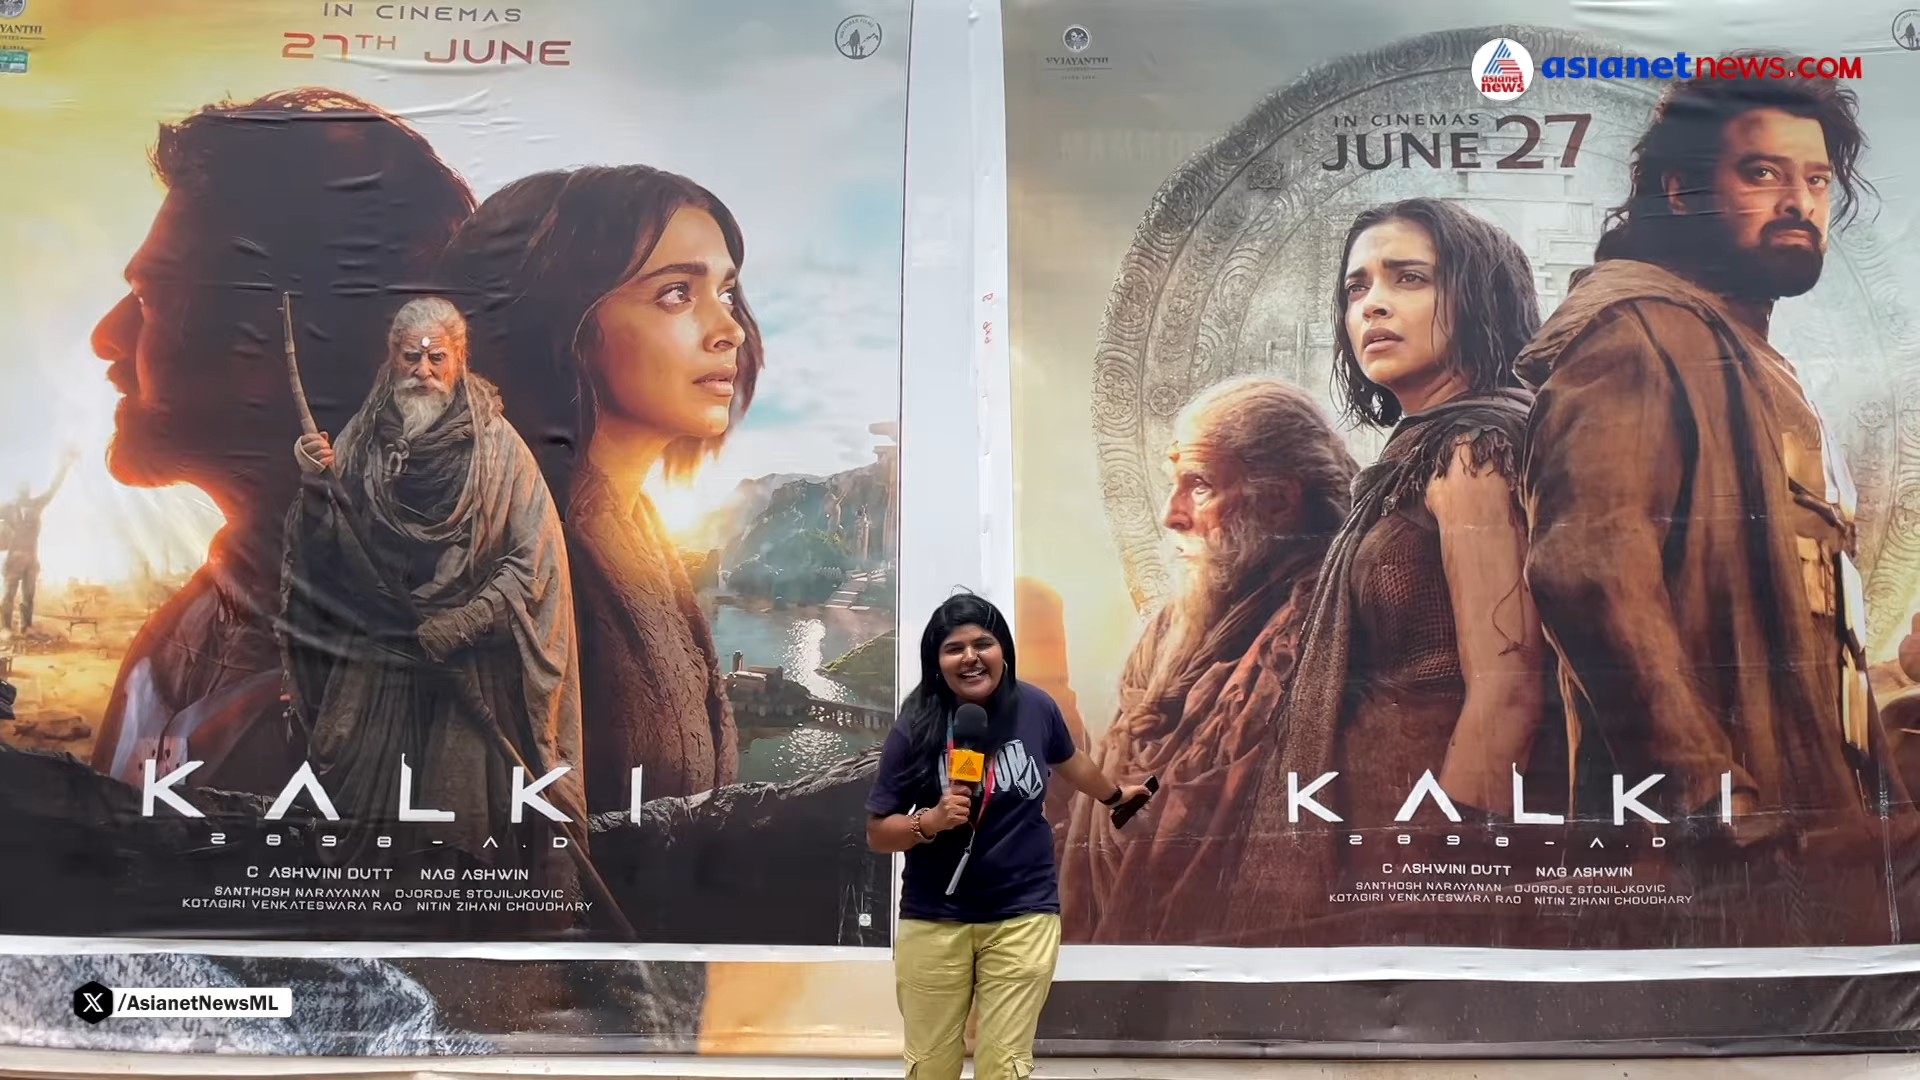 IN CINEMAS
27TH JUNE
KALKI
2898 - A.D
C ASHWINI DUTT NAG ASHWIN
SANTHOSH NARAYANAN DJORDJE STOJILJKOVIC
KOTAGIRI VENKATESWARA RAO NITIN ZIHANI CHOUDHARY
VYJAYANTHI
asianet
news
asianetnews.COM
IN CINEMAS
JUNE 27
KALKI
2898 - A.D
C ASHWINI DUTT NAG ASHWIN
SANTHOSH NARAYANAN DJORDJE STOJILJKOVIC
KOTAGIRI VENKATESWARA RAO NITIN ZIHANI CHOUDHARY
/AsianetNewsML